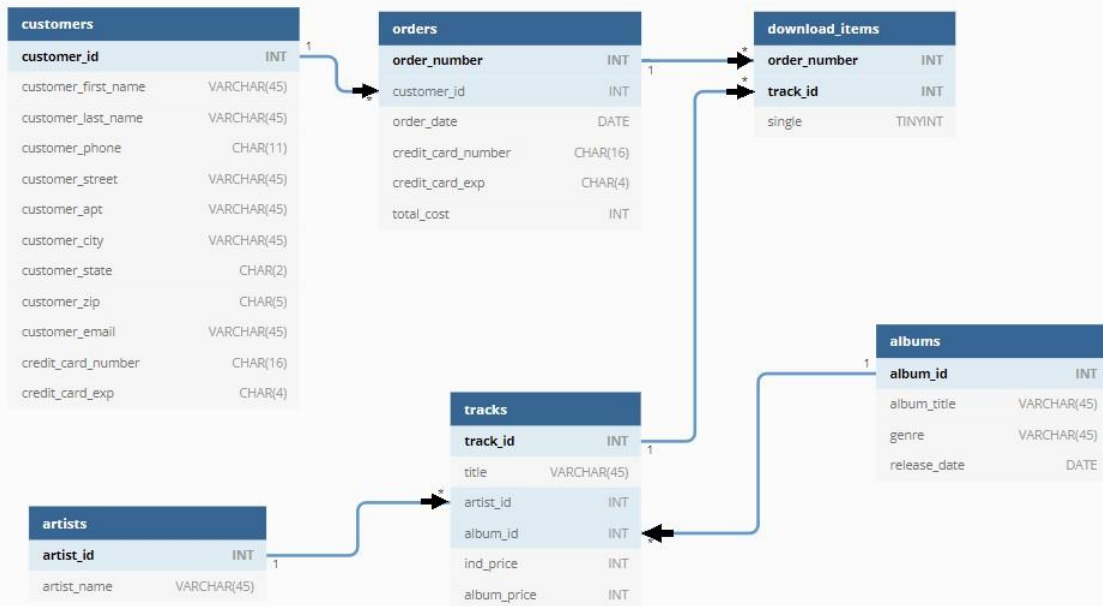 customers
customer_id INT
customer_first_name VARCHAR(45)
customer_last_name VARCHAR(45)
customer_phone CHAR(11)
customer_street VARCHAR(45)
customer_apt VARCHAR(45)
customer_city VARCHAR(45)
customer_state CHAR(2)
customer_zip CHAR(5)
customer_email VARCHAR(45)
credit_card_number CHAR(16)
credit_card_exp CHAR(4)
1
*
orders
order_number INT
customer_id INT
order_date DATE
credit_card_number CHAR(16)
credit_card_exp CHAR(4)
total_cost INT
1
*
*
download_items
order_number INT
track_id INT
single TINYINT
albums
1
album_id INT
album_title VARCHAR(45)
genre VARCHAR(45)
release_date DATE
tracks
track_id INT
1
title VARCHAR(45)
*
artist_id INT
album_id INT
*
ind_price INT
album_price INT
artists
artist_id INT
1
artist_name VARCHAR(45)